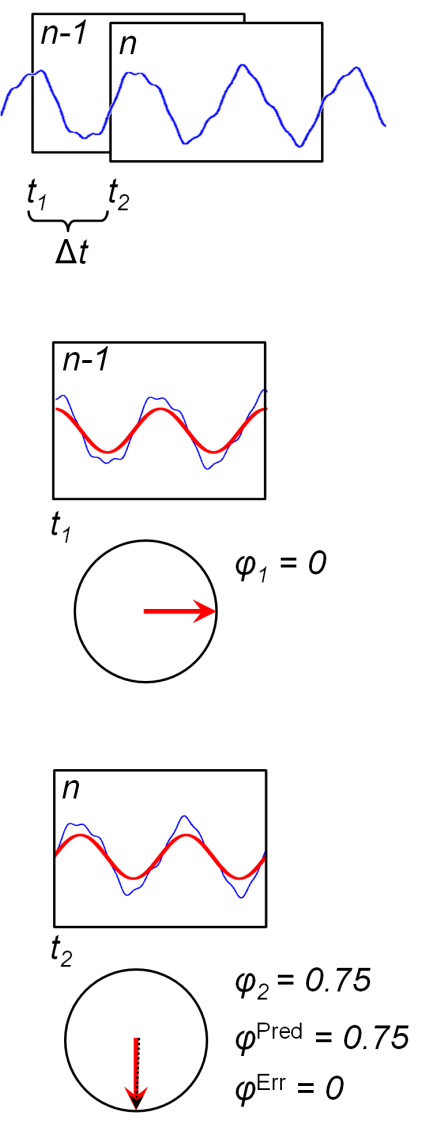 n-1
n
t1 t2
Δt
n-1
t1
φ1 = 0
n
t2
φ2 = 0.75
φPred = 0.75
φErr = 0